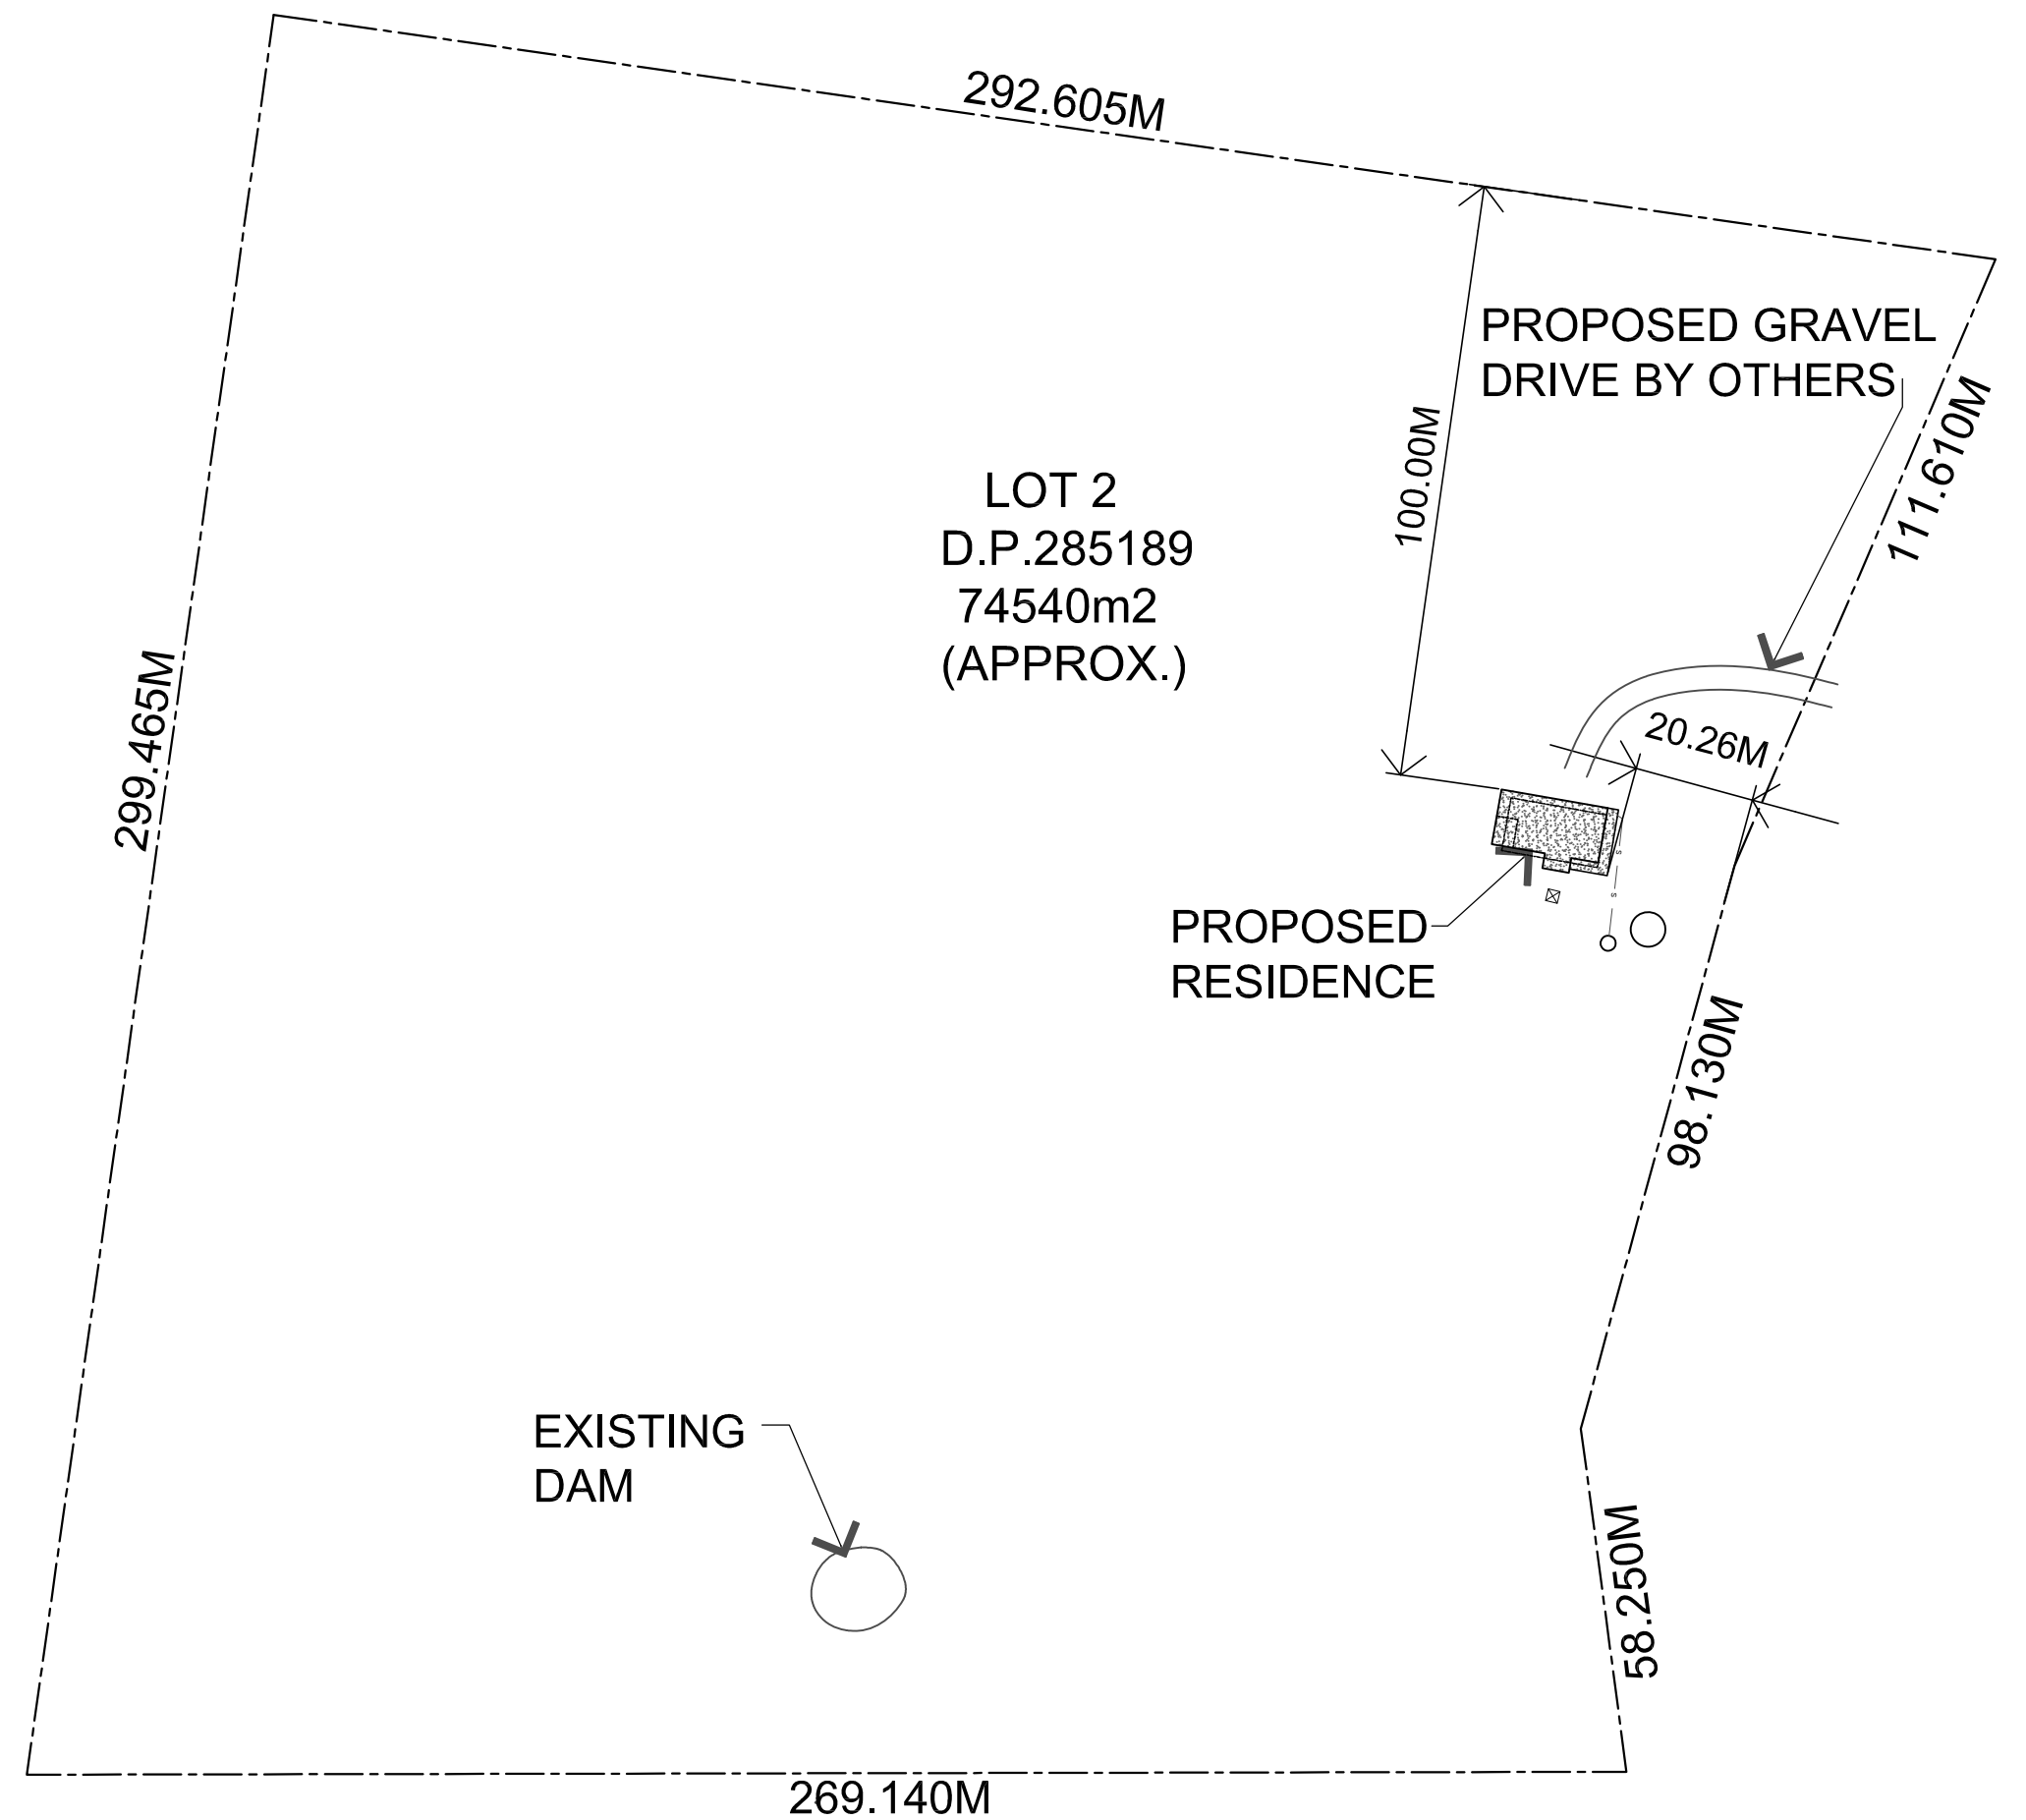 292.605M
PROPOSED GRAVEL
DRIVE BY OTHERS
111.610M
100.00M
LOT 2
D.P.285189
74540m2
(APPROX.)
299.465M
20.26M
S
S
PROPOSED
RESIDENCE
98.130M
EXISTING
DAM
58.250M
269.140M